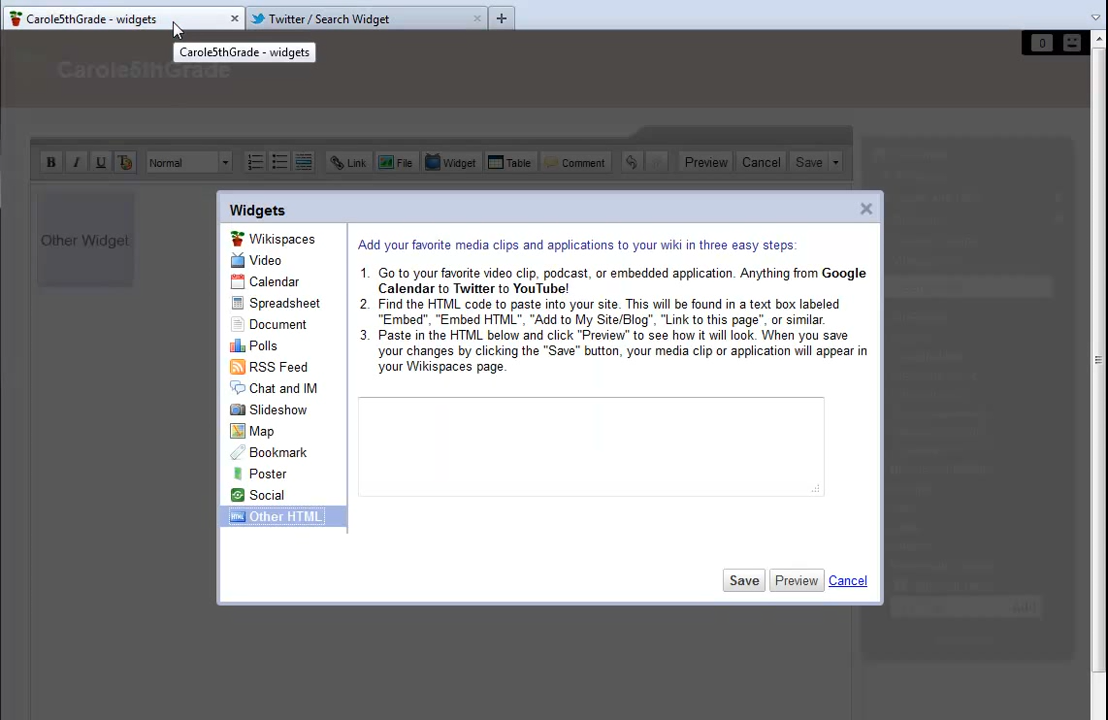 Carole5thGrade - widgets
Twitter / Search Widget
Carole5thGrade - widgets
0
Carole5thGrade
B I U T Normal Link File Widget Table Comment Preview Cancel Save
Other Widget
Widgets
Wikispaces
Video
Calendar
Spreadsheet
Document
Polls
RSS Feed
Chat and IM
Slideshow
Map
Bookmark
Poster
Social
Other HTML
Add your favorite media clips and applications to your wiki in three easy steps:
1. Go to your favorite video clip, podcast, or embedded application. Anything from Google
Calendar to Twitter to YouTube!
2. Find the HTML code to paste into your site. This will be found in a text box labeled
"Embed", "Embed HTML", "Add to My Site/Blog", "Link to this page", or similar.
3. Paste in the HTML below and click "Preview" to see how it will look. When you save
your changes by clicking the "Save" button, your media clip or application will appear in
your Wikispaces page.
Save Preview Cancel